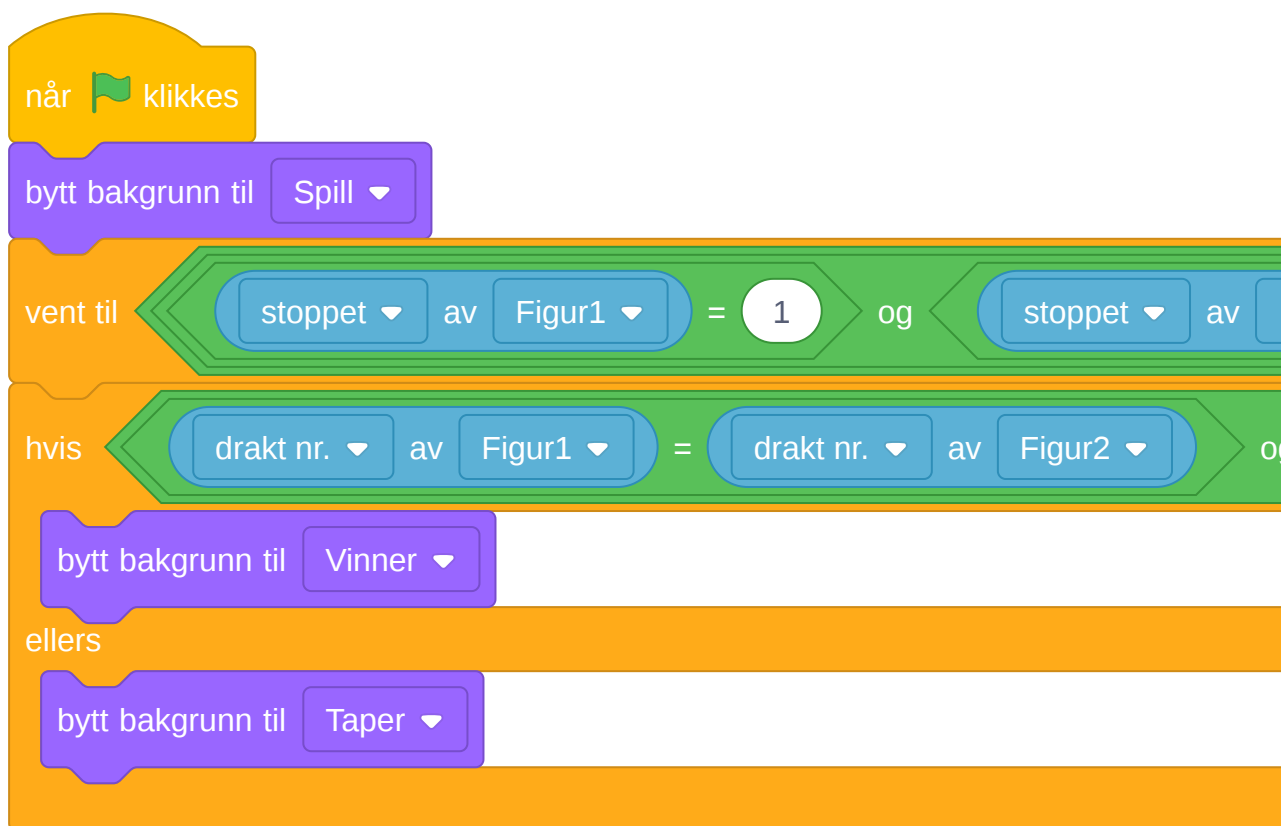 når klikkes
bytt bakgrunn til Spill
vent til stoppet av Figur1 = 1 og stoppet av
hvis drakt nr. av Figur1 = drakt nr. av Figur2
bytt bakgrunn til Vinner
ellers
bytt bakgrunn til Taper